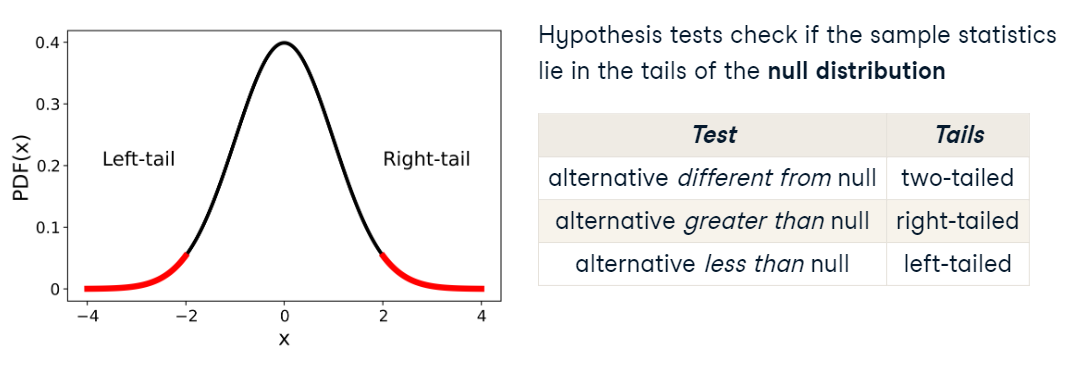 0.4
0.3
0.2
0.1
0
PDF(x)
Left-tail
Right-tail
−4
−2
0
2
4
x
Hypothesis tests check if the sample statistics
lie in the tails of the null distribution
Test Tails
alternative different from null two-tailed
alternative greater than null right-tailed
alternative less than null left-tailed